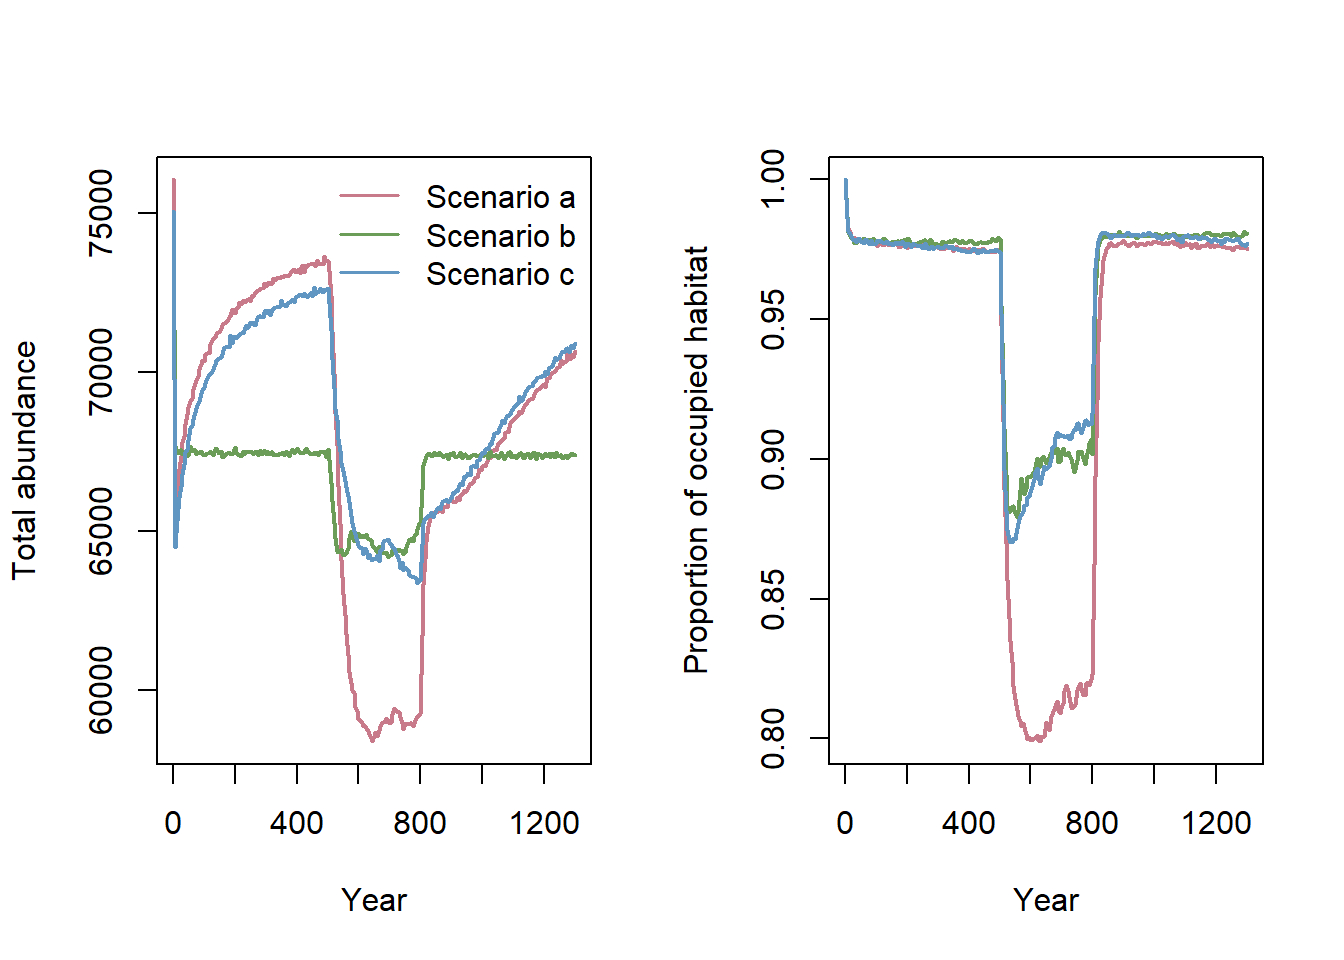 Total abundance
75000
70000
65000
60000
Scenario a
Scenario b
Scenario c
0 400 800 1200
Year
Proportion of occupied habitat
1.00
0.95
0.90
0.85
0.80
0 400 800 1200
Year